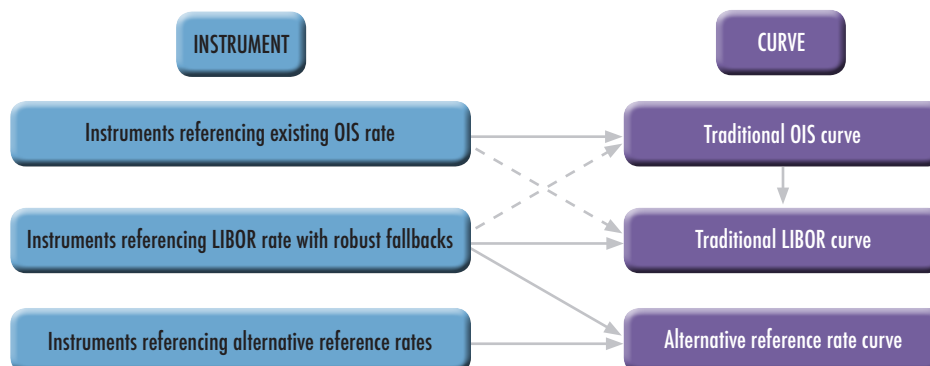 INSTRUMENT
CURVE
Instruments referencing existing OIS rate
Traditional OIS curve
Instruments referencing LIBOR rate with robust fallbacks
Traditional LIBOR curve
Instruments referencing alternative reference rates
Alternative reference rate curve